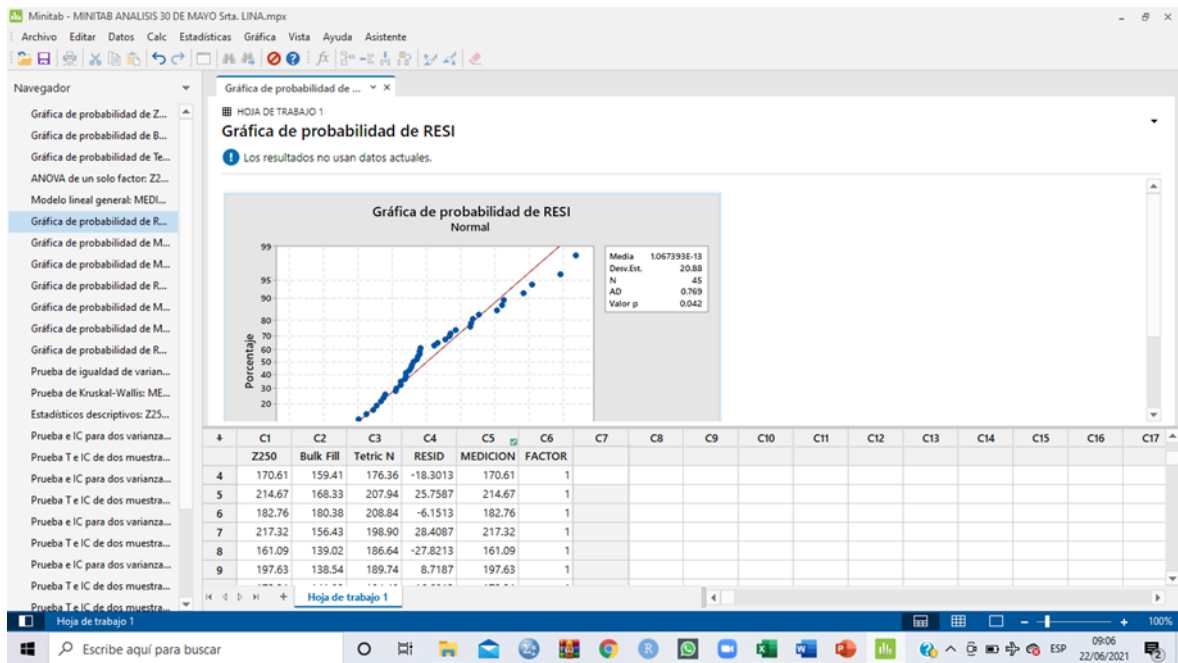 Minitab - MINITAB ANALISIS 30 DE MAYO Srta. LINA.mpx
Archivo Editar Datos Calc Estadísticas Gráfica Vista Ayuda Asistente
Navegador
Gráfica de probabilidad de Z...
Gráfica de probabilidad de B...
Gráfica de probabilidad de Te...
ANOVA de un solo factor: Z2...
Modelo lineal general: MEDI...
Gráfica de probabilidad de R...
Gráfica de probabilidad de M...
Gráfica de probabilidad de M...
Gráfica de probabilidad de R...
Gráfica de probabilidad de M...
Gráfica de probabilidad de M...
Gráfica de probabilidad de R...
Prueba de igualdad de varian...
Prueba de Kruskal-Wallis: ME...
Estadísticos descriptivos: Z25...
Prueba e IC para dos varianza...
Prueba T e IC de dos muestra...
Prueba e IC para dos varianza...
Prueba T e IC de dos muestra...
Prueba e IC para dos varianza...
Prueba T e IC de dos muestra...
Prueba e IC para dos varianza...
Prueba T e IC de dos muestra...
Prueba T e IC de dos muestra...
Gráfica de probabilidad de ...
HOJA DE TRABAJO 1
Gráfica de probabilidad de RESI
Los resultados no usan datos actuales.
Gráfica de probabilidad de RESI
Normal
99
95
90
80
70
60
50
40
30
20
Porcentaje
Media 1.067393E-13
Desv.Est. 20.88
N 45
AD 0.769
Valor p 0.042
C1 C2 C3 C4 C5 C6 C7 C8 C9 C10 C11 C12 C13 C14 C15 C16 C17
Z250 Bulk Fill Tetric N RESID MEDICION FACTOR
4 170.61 159.41 176.36 -18.3013 170.61 1
5 214.67 168.33 207.94 25.7587 214.67 1
6 182.76 180.38 208.84 -6.1513 182.76 1
7 217.32 156.43 198.90 28.4087 217.32 1
8 161.09 139.02 186.64 -27.8213 161.09 1
9 197.63 138.54 189.74 8.7187 197.63 1
Hoja de trabajo 1
Hoja de trabajo 1
100%
Escribe aquí para buscar
ESP
09:06
22/06/2021